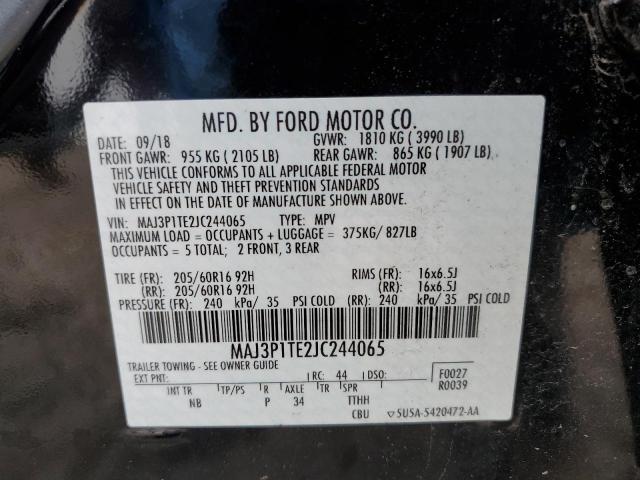 MFD. BY FORD MOTOR CO.
DATE: 09/18 GVWR: 1810 KG ( 3990 LB)
FRONT GAWR: 955 KG ( 2105 LB) REAR GAWR: 865 KG ( 1907 LB)
THIS VEHICLE CONFORMS TO ALL APPLICABLE FEDERAL MOTOR
VEHICLE SAFETY AND THEFT PREVENTION STANDARDS
IN EFFECT ON THE DATE OF MANUFACTURE SHOWN ABOVE.
VIN: MAJ3P1TE2JC244065 TYPE: MPV
MAXIMUM LOAD = OCCUPANTS + LUGGAGE = 375KG/ 827LB
OCCUPANTS = 5 TOTAL; 2 FRONT, 3 REAR
TIRE (FR): 205/60R16 92H RIMS (FR): 16x6.5J
(RR): 205/60R16 92H (RR): 16x6.5J
PRESSURE (FR): 240 kPa/ 35 PSI COLD (RR): 240 kPa/ 35 PSI COLD
MAJ3P1TE2JC244065
TRAILER TOWING - SEE OWNER GUIDE
EXT PNT: RC: 44 DSO: F0027
INT TR TP/PS R AXLE TR SPR R0039
NB P 34 TTHH
CBU ▽5U5A-5420472-AA